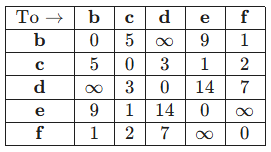 To → b c d e f
b 0 5 ∞ 9 1
c 5 0 3 1 2
d ∞ 3 0 14 7
e 9 1 14 0 ∞
f 1 2 7 ∞ 0